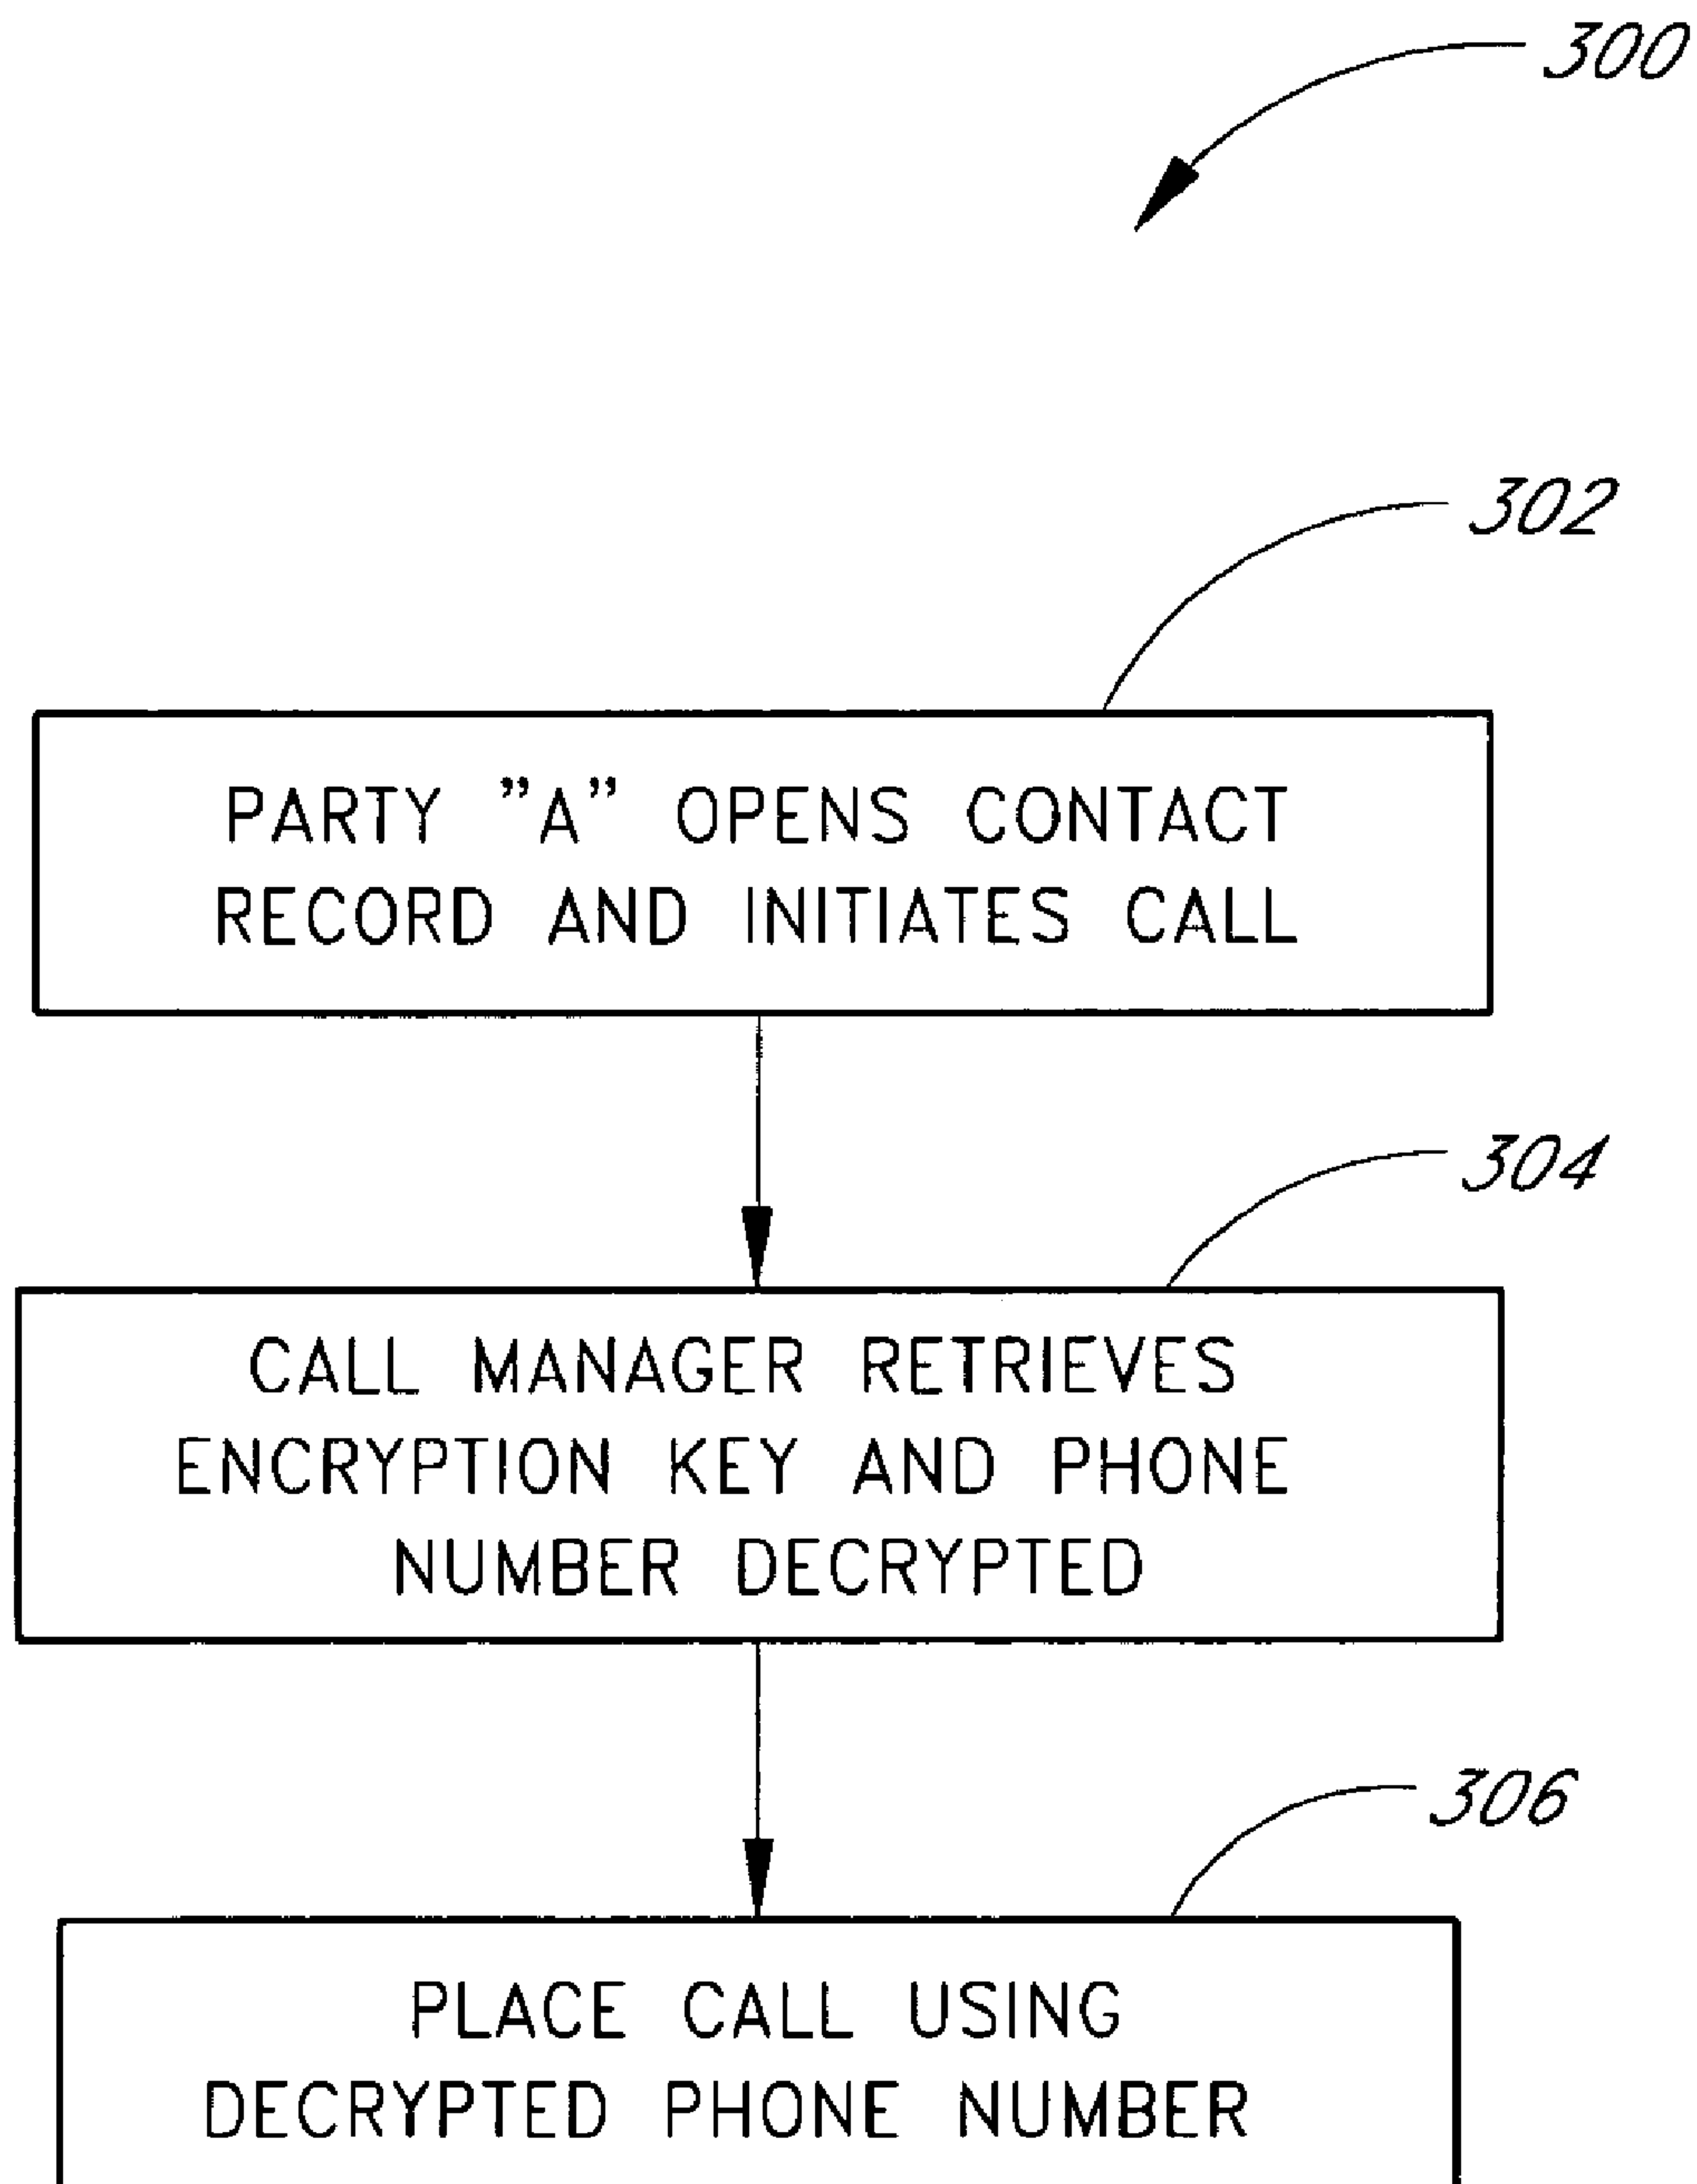 300
302
PARTY ”A” OPENS CONTACT
RECORD AND INITIATES CALL
304
CALL MANAGER RETRIEVES
ENCRYPTION KEY AND PHONE
NUMBER DECRYPTED
306
PLACE CALL USING
DECRYPTED PHONE NUMBER